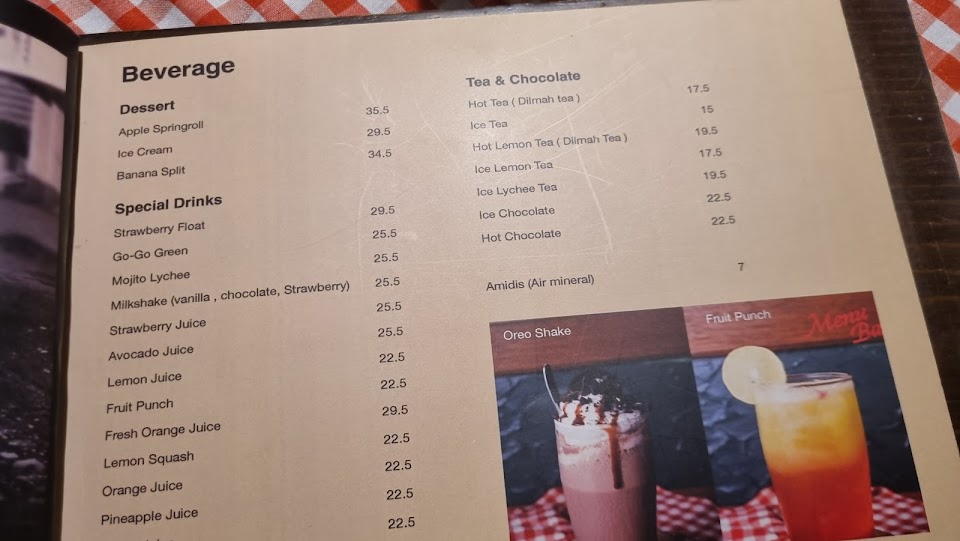 Beverage
Dessert
Apple Springroll 35.5
Ice Cream 29.5
Banana Split 34.5
Special Drinks
Strawberry Float 29.5
Go-Go Green 25.5
Mojito Lychee 25.5
Milkshake (vanilla , chocolate, Strawberry) 25.5
Strawberry Juice 25.5
Avocado Juice 25.5
Lemon Juice 22.5
Fruit Punch 22.5
Fresh Orange Juice 29.5
Lemon Squash 22.5
Orange Juice 22.5
Pineapple Juice 22.5
22.5
Tea & Chocolate
Hot Tea ( Dilmah tea ) 17.5
Ice Tea 15
Hot Lemon Tea ( Dilmah Tea ) 19.5
Ice Lemon Tea 17.5
Ice Lychee Tea 19.5
Ice Chocolate 22.5
Hot Chocolate 22.5
Amidis (Air mineral) 7
Oreo Shake
Fruit Punch
Menu
Ba